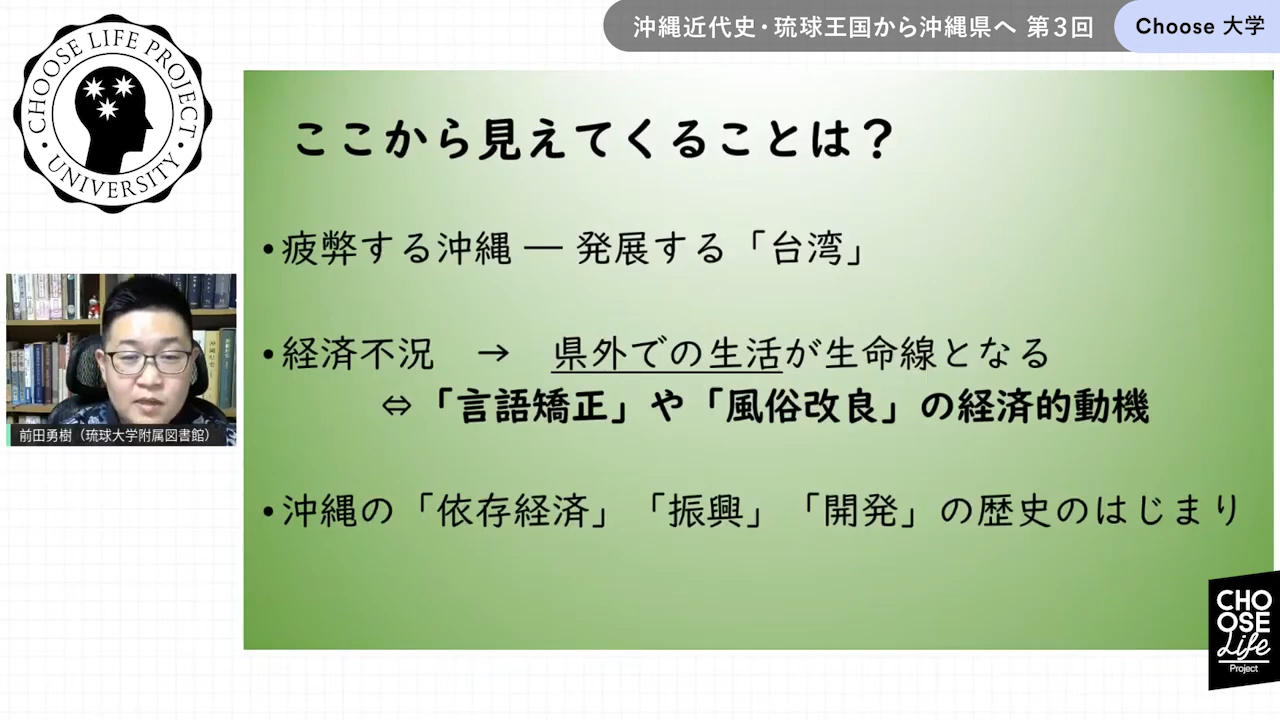 沖縄近代史・琉球王国から沖縄県へ 第3回
Choose 大学
CHOOSE LIFE PROJECT
・UNIVERSITY・
ここから見えてくることは？
・疲弊する沖縄 ― 発展する「台湾」
・経済不況 → 県外での生活が生命線となる
⇔「言語矯正」や「風俗改良」の経済的動機
・沖縄の「依存経済」「振興」「開発」の歴史のはじまり
前田勇樹（琉球大学附属図書館）
CHO
OSE
Life
Project